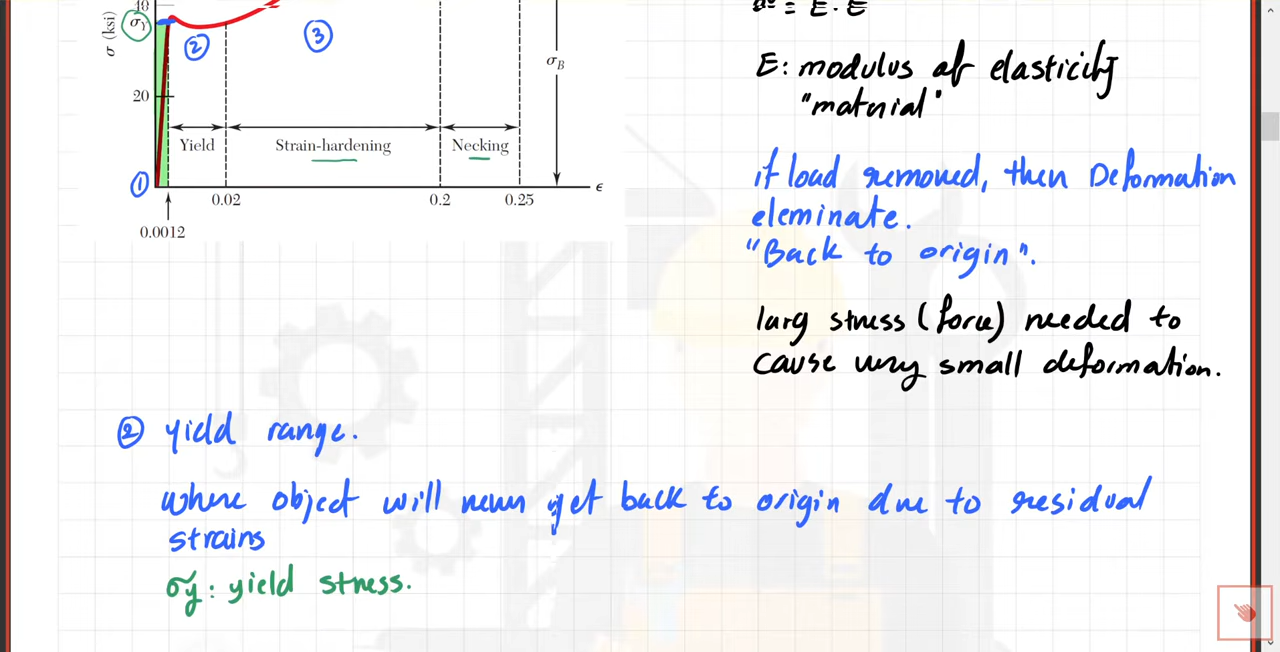 40
σY
σ (ksi)
②
③
σB
20
Yield
Strain-hardening
Necking
①
0.02
0.2
0.25
ϵ
0.0012
σ = E . ε
E: modulus of elasticity
"material"
if load removed, then Deformation
eleminate.
"Back to origin".
larg stress (force) needed to
cause very small deformation.
② yield range.
where object will never get back to origin due to residual
strains
σy : yield stress.